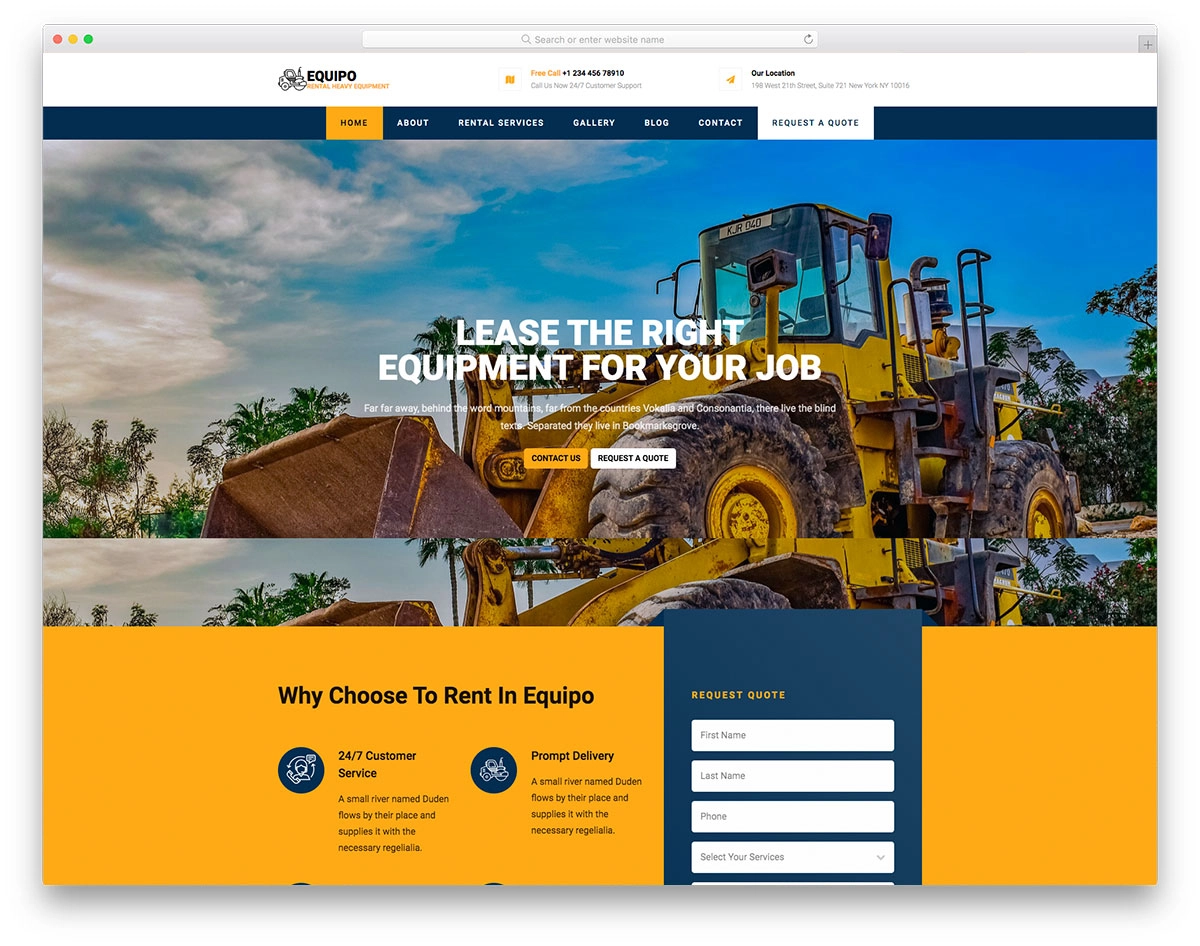 Search or enter website name
EQUIPO
RENTAL HEAVY EQUIPMENT
Free Call +1 234 456 78910
Call Us Now 24/7 Customer Support
Our Location
198 West 21th Street, Suite 721 New York NY 10016
HOME ABOUT RENTAL SERVICES GALLERY BLOG CONTACT REQUEST A QUOTE
KJR 040
LEASE THE RIGHT
EQUIPMENT FOR YOUR JOB
Far far away, behind the word mountains, far from the countries Vokalia and Consonantia, there live the blind
texts. Separated they live in Bookmarksgrove.
CONTACT US REQUEST A QUOTE
Why Choose To Rent In Equipo
24/7 Customer
Service
A small river named Duden
flows by their place and
supplies it with the
necessary regelialia.
Prompt Delivery
A small river named Duden
flows by their place and
supplies it with the
necessary regelialia.
REQUEST QUOTE
First Name
Last Name
Phone
Select Your Services